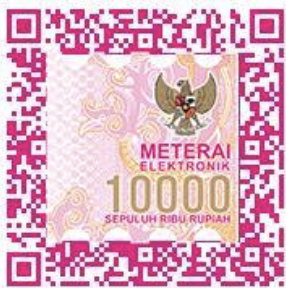 METERAI
ELEKTRONIK
10000
SEPULUH RIBU RUPIAH